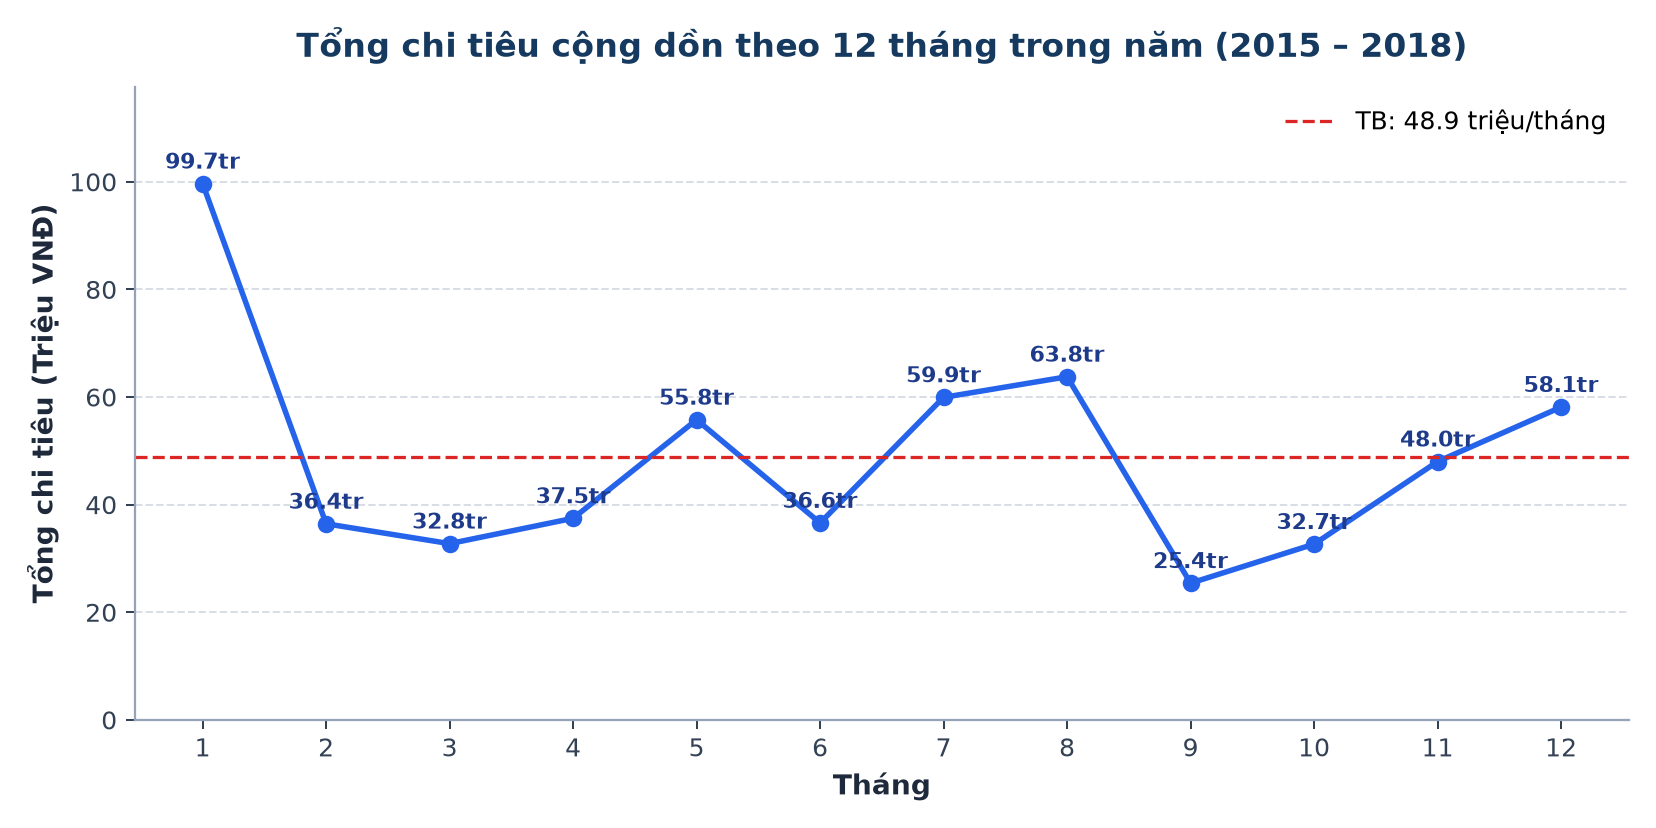 Tổng chi tiêu cộng dồn theo 12 tháng trong năm (2015 – 2018)
TB: 48.9 triệu/tháng
Tổng chi tiêu (Triệu VNĐ)
100
80
60
40
20
0
99.7tr
36.4tr
32.8tr
37.5tr
55.8tr
36.6tr
59.9tr
63.8tr
25.4tr
32.7tr
48.0tr
58.1tr
1 2 3 4 5 6 7 8 9 10 11 12
Tháng